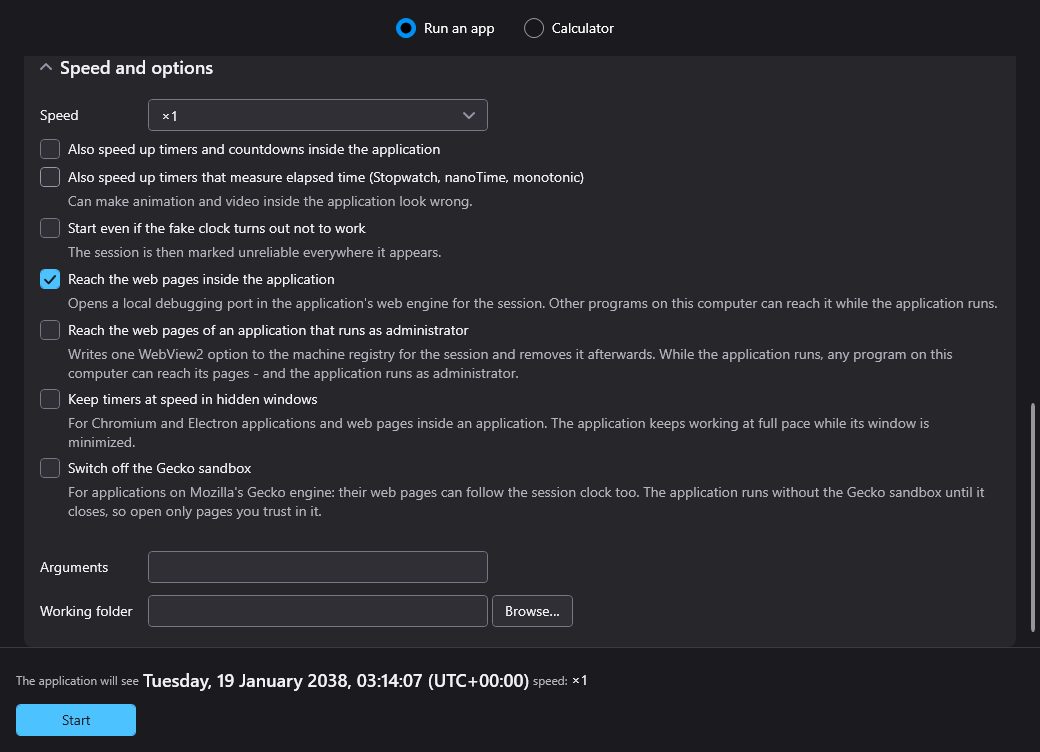 Run an app
Calculator
Speed and options
Speed
×1
Also speed up timers and countdowns inside the application
Also speed up timers that measure elapsed time (Stopwatch, nanoTime, monotonic)
Can make animation and video inside the application look wrong.
Start even if the fake clock turns out not to work
The session is then marked unreliable everywhere it appears.
Reach the web pages inside the application
Opens a local debugging port in the application's web engine for the session. Other programs on this computer can reach it while the application runs.
Reach the web pages of an application that runs as administrator
Writes one WebView2 option to the machine registry for the session and removes it afterwards. While the application runs, any program on this
computer can reach its pages - and the application runs as administrator.
Keep timers at speed in hidden windows
For Chromium and Electron applications and web pages inside an application. The application keeps working at full pace while its window is
minimized.
Switch off the Gecko sandbox
For applications on Mozilla's Gecko engine: their web pages can follow the session clock too. The application runs without the Gecko sandbox until it
closes, so open only pages you trust in it.
Arguments
Working folder
Browse...
The application will see Tuesday, 19 January 2038, 03:14:07 (UTC+00:00) speed: ×1
Start